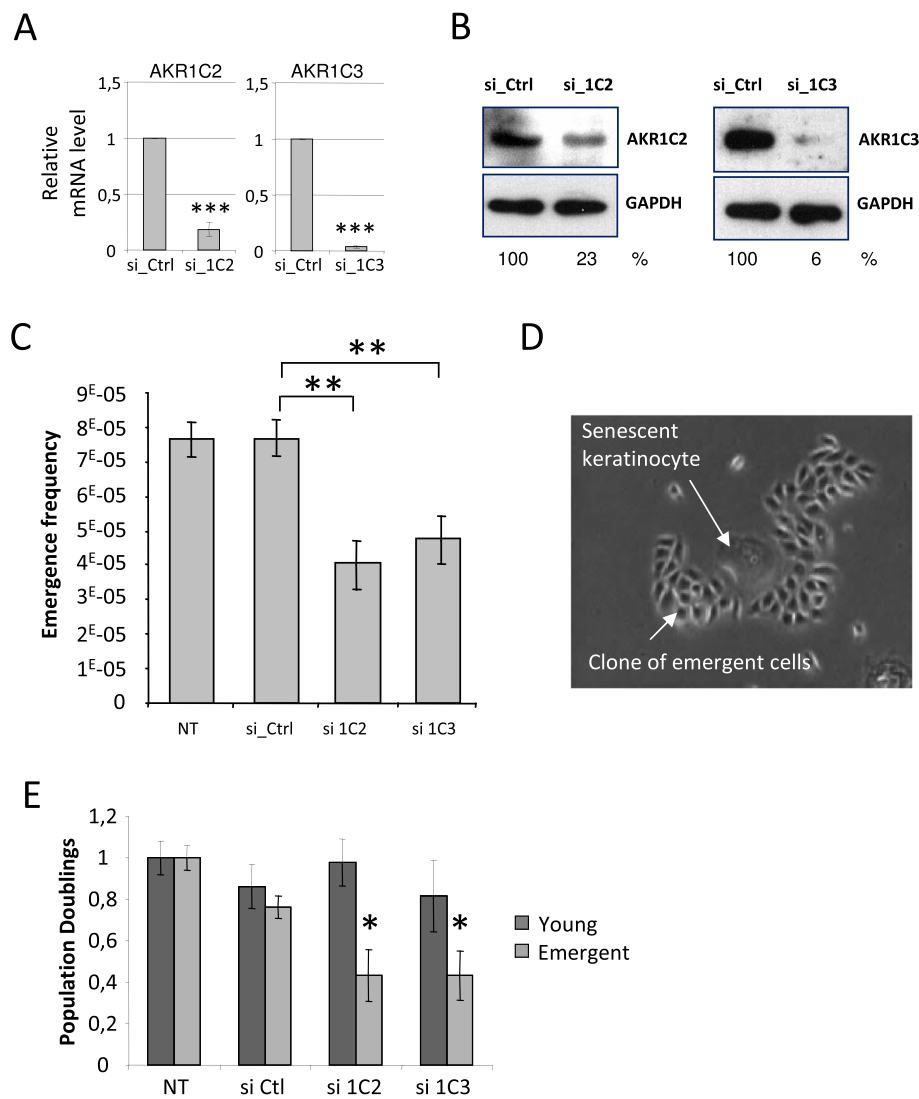 A
AKR1C2
AKR1C3
Relative
mRNA level
1,5
1
0,5
0
***
si_Ctrl
si_1C2
1,5
1
0,5
0
***
si_Ctrl
si_1C3
B
si_Ctrl
si_1C2
AKR1C2
GAPDH
100
23
%
si_Ctrl
si_1C3
AKR1C3
GAPDH
100
6
%
C
Emergence frequency
9E-05
8E-05
7E-05
6E-05
5E-05
4E-05
3E-05
2E-05
1E-05
0
**
**
NT
si_Ctrl
si 1C2
si 1C3
D
Senescent
keratinocyte
Clone of emergent cells
E
Population Doublings
1,2
1
0,8
0,6
0,4
0,2
0
*
*
NT
si Ctl
si 1C2
si 1C3
Young
Emergent